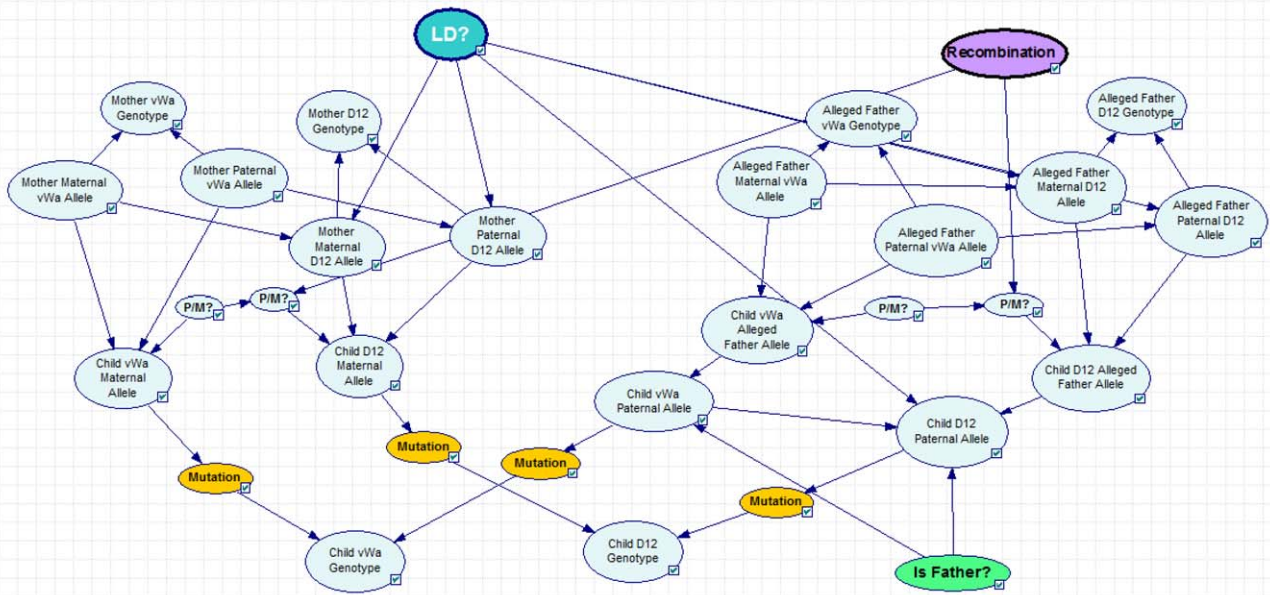 LD?
Recombination
Mother vWa
Genotype
Mother D12
Genotype
Alleged Father
vWa Genotype
Alleged Father
D12 Genotype
Mother Maternal
vWa Allele
Mother Paternal
vWa Allele
Alleged Father
Maternal vWa
Allele
Alleged Father
Maternal D12
Allele
Mother
Maternal
D12 Allele
Mother
Paternal
D12 Allele
Alleged Father
Paternal vWa Allele
Alleged Father
Paternal D12
Allele
P/M?
P/M?
P/M?
P/M?
Child vWa
Maternal
Allele
Child D12
Maternal
Allele
Child vWa
Alleged
Father Allele
Child D12 Alleged
Father Allele
Child vWa
Paternal Allele
Child D12
Paternal Allele
Mutation
Mutation
Mutation
Mutation
Child vWa
Genotype
Child D12
Genotype
Is Father?